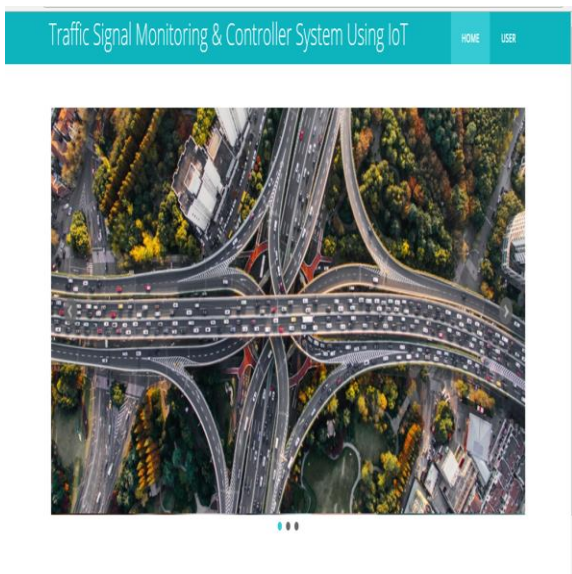 Traffic Signal Monitoring & Controller System Using IoT
HOME
USER